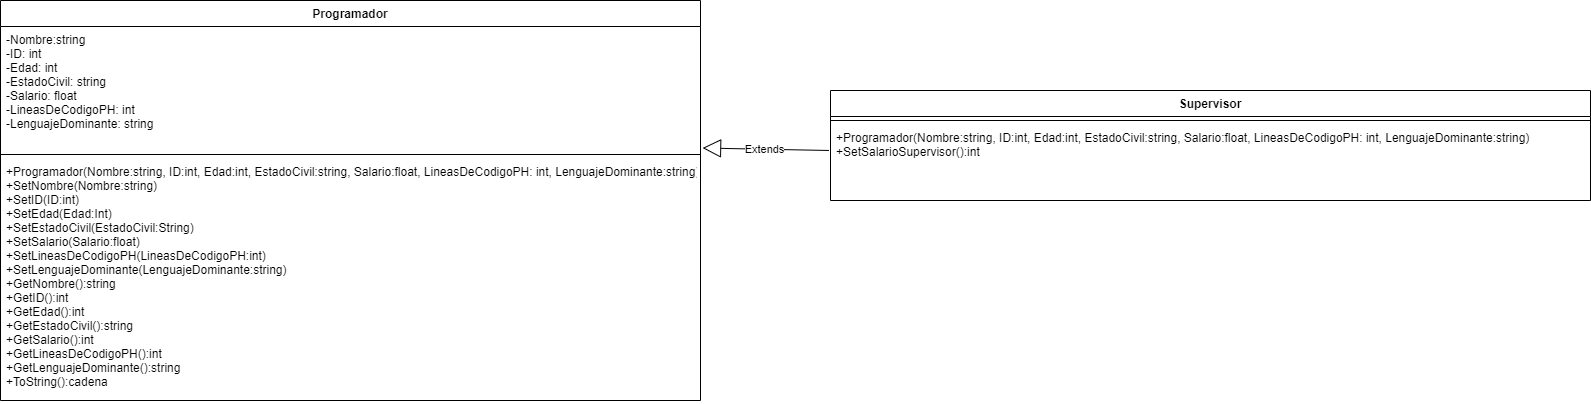 Programador
-Nombre:string
-ID: int
-Edad: int
-EstadoCivil: string
-Salario: float
-LineasDeCodigoPH: int
-LenguajeDominante: string
+Programador(Nombre:string, ID:int, Edad:int, EstadoCivil:string, Salario:float, LineasDeCodigoPH: int, LenguajeDominante:string
+SetNombre(Nombre:string)
+SetID(ID:int)
+SetEdad(Edad:Int)
+SetEstadoCivil(EstadoCivil:String)
+SetSalario(Salario:float)
+SetLineasDeCodigoPH(LineasDeCodigoPH:int)
+SetLenguajeDominante(LenguajeDominante:string)
+GetNombre():string
+GetID():int
+GetEdad():int
+GetEstadoCivil():string
+GetSalario():int
+GetLineasDeCodigoPH():int
+GetLenguajeDominante():string
+ToString():cadena
Extends
Supervisor
+Programador(Nombre:string, ID:int, Edad:int, EstadoCivil:string, Salario:float, LineasDeCodigoPH: int, LenguajeDominante:string)
+SetSalarioSupervisor():int